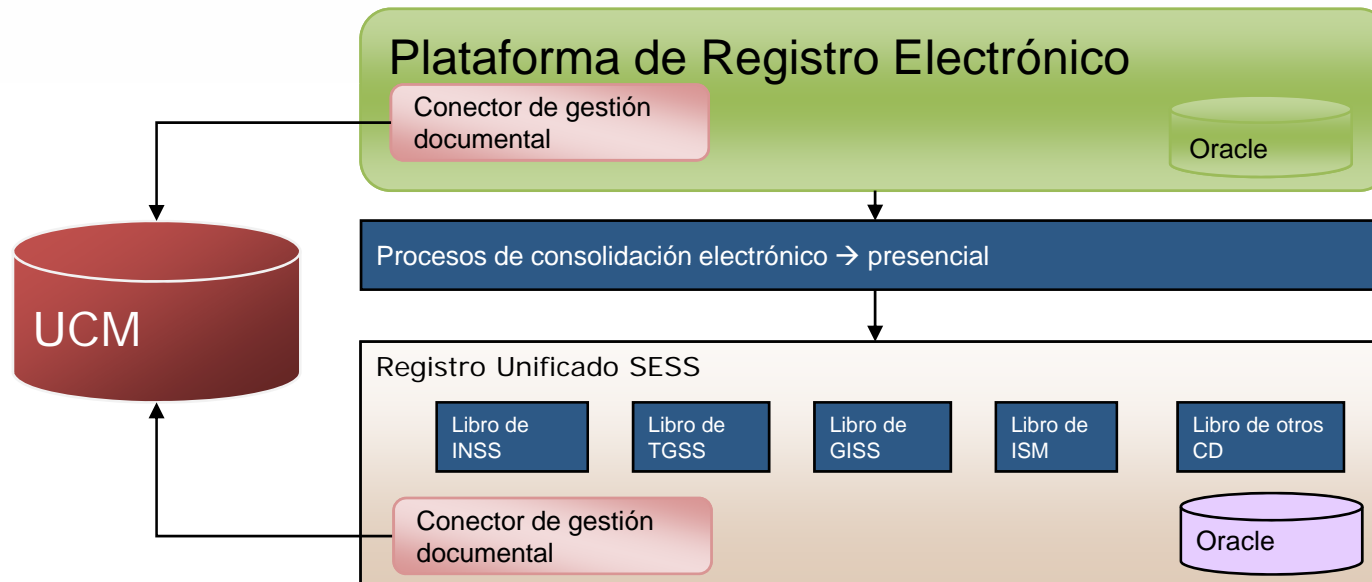 Plataforma de Registro Electrónico
Conector de gestión
documental
Oracle
Procesos de consolidación electrónico → presencial
UCM
Registro Unificado SESS
Libro de
INSS
Libro de
TGSS
Libro de
GISS
Libro de
ISM
Libro de otros
CD
Conector de gestión
documental
Oracle